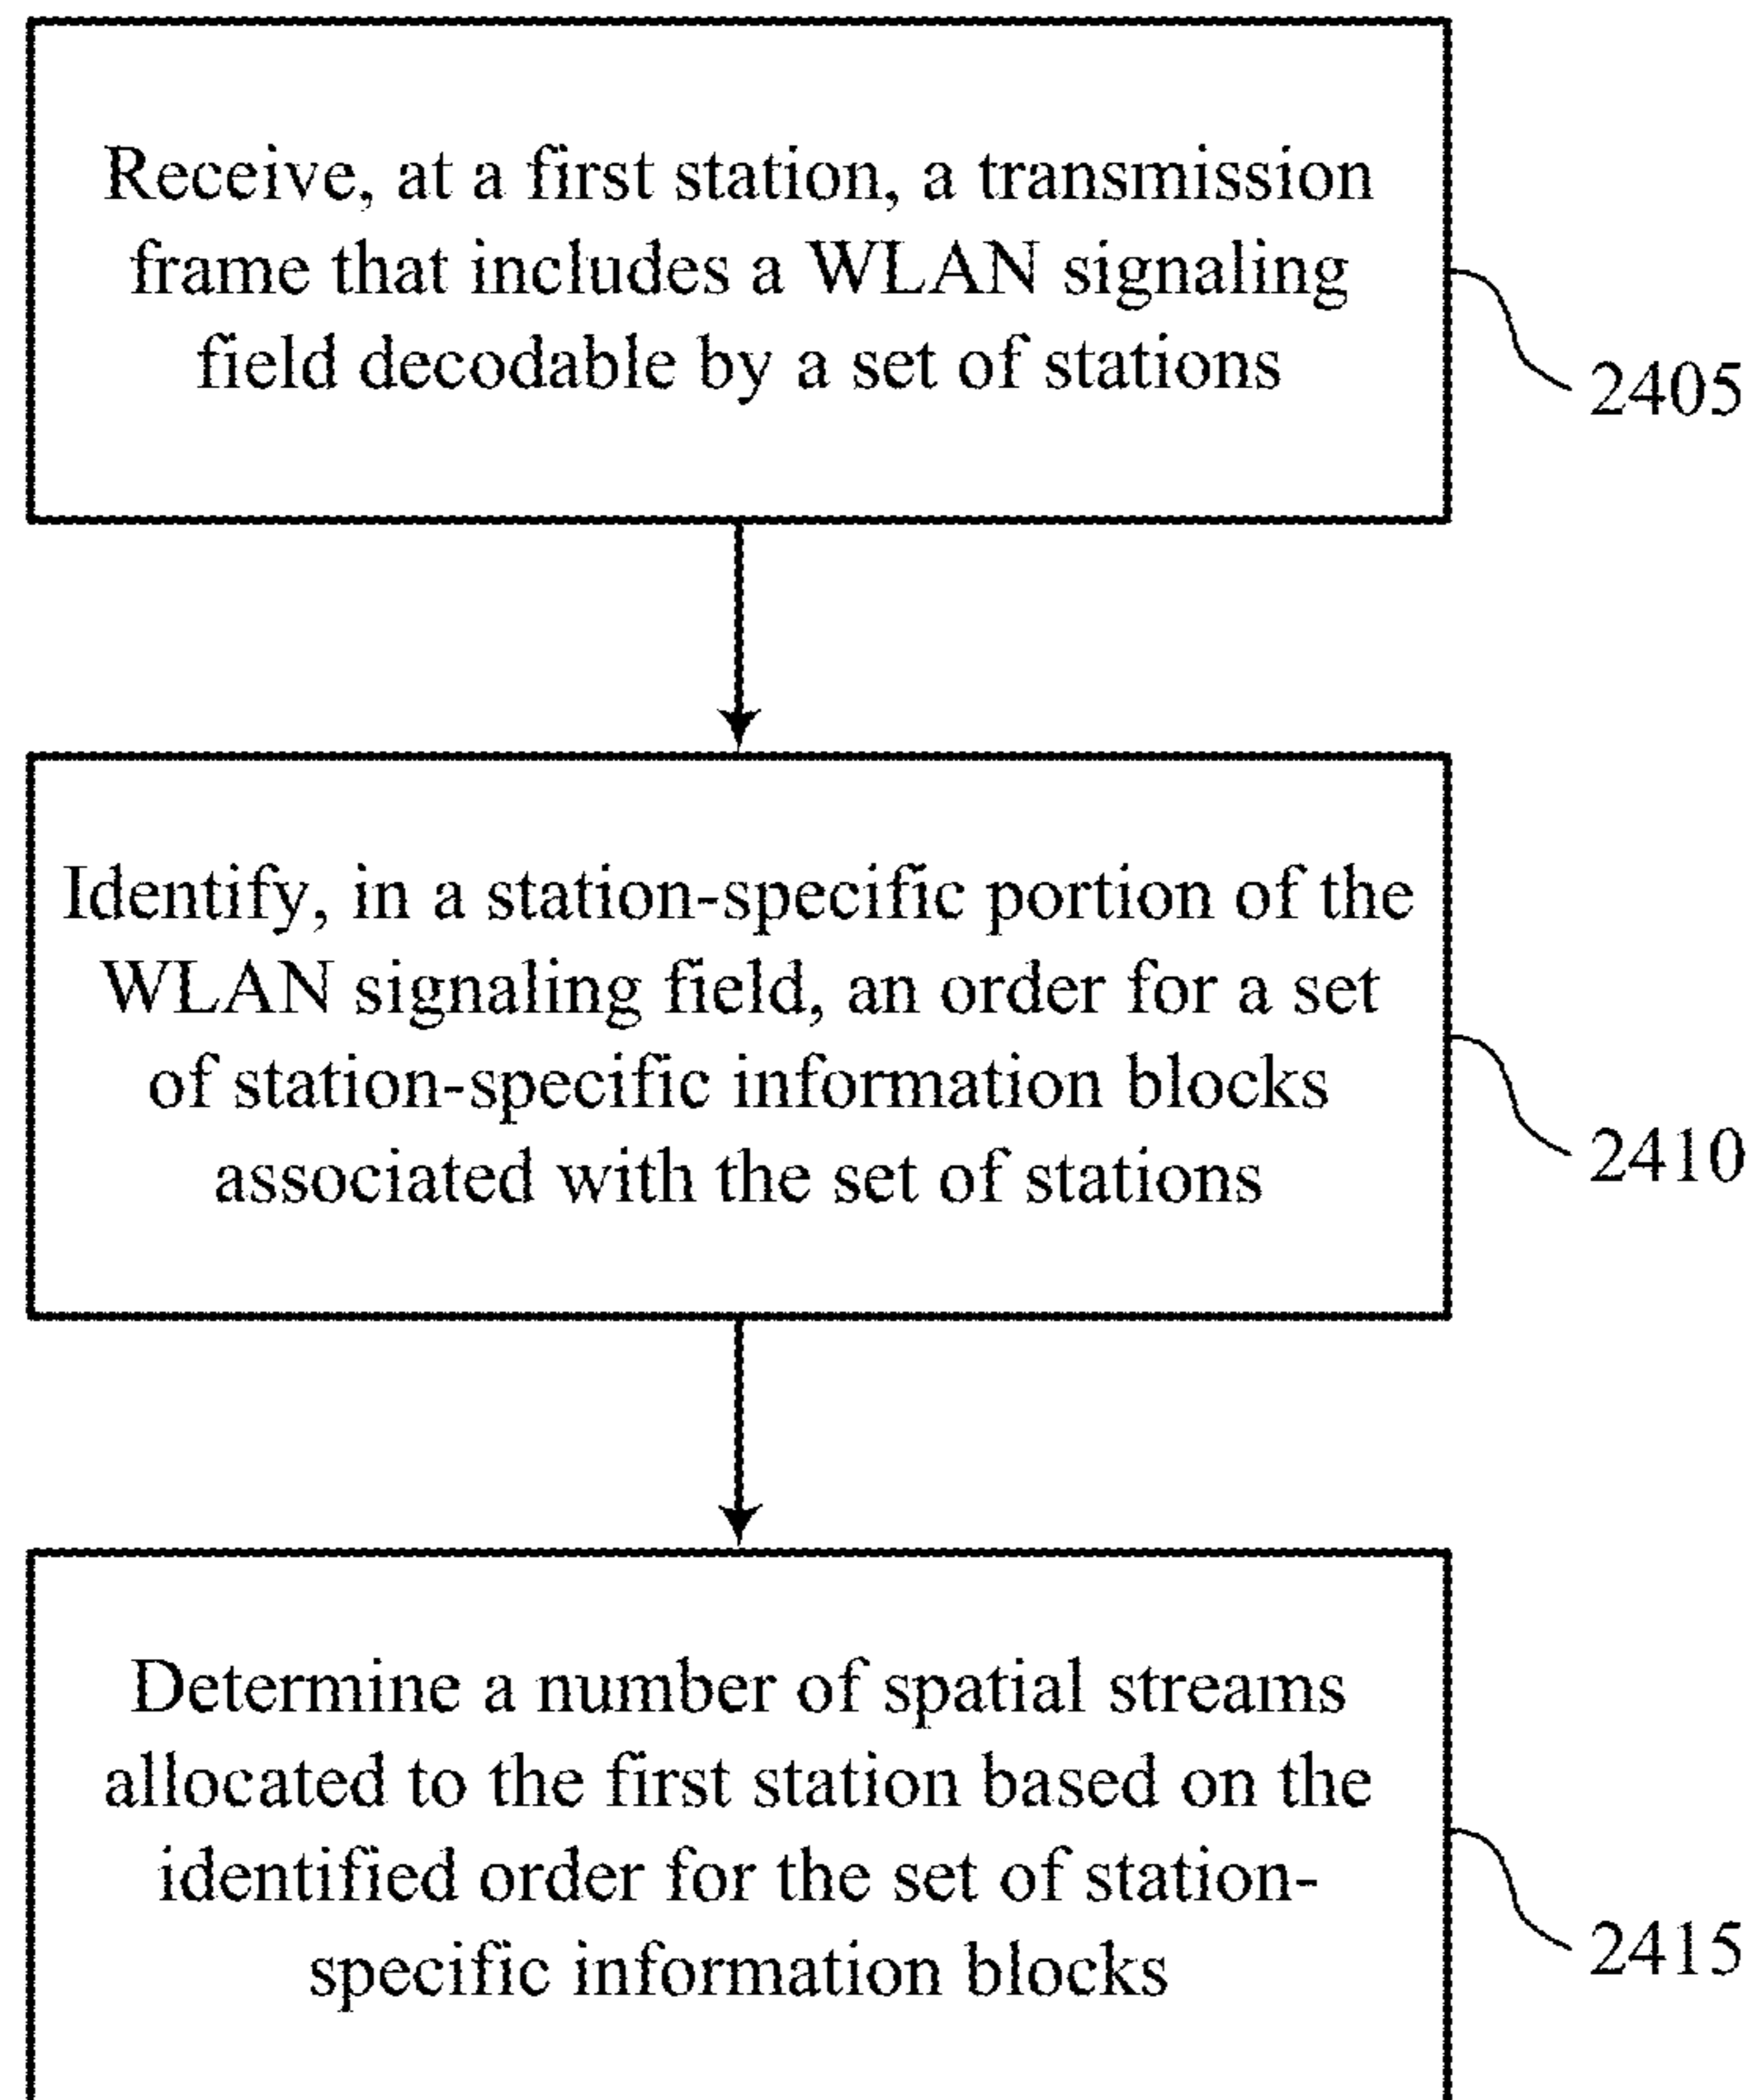 Receive, at a first station, a transmission
frame that includes a WLAN signaling
field decodable by a set of stations
2405
Identify, in a station-specific portion of the
WLAN signaling field, an order for a set
of station-specific information blocks
associated with the set of stations
2410
Determine a number of spatial streams
allocated to the first station based on the
identified order for the set of station-
specific information blocks
2415